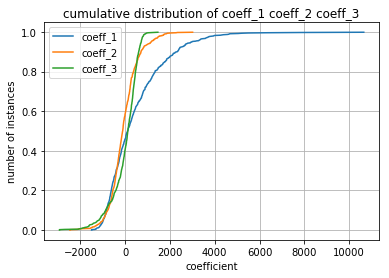 cumulative distribution of coeff_1 coeff_2 coeff_3
1.0
coeff_1
coeff_2
coeff_3
0.8
0.6
0.4
0.2
0.0
number of instances
−2000 0 2000 4000 6000 8000 10000
coefficient